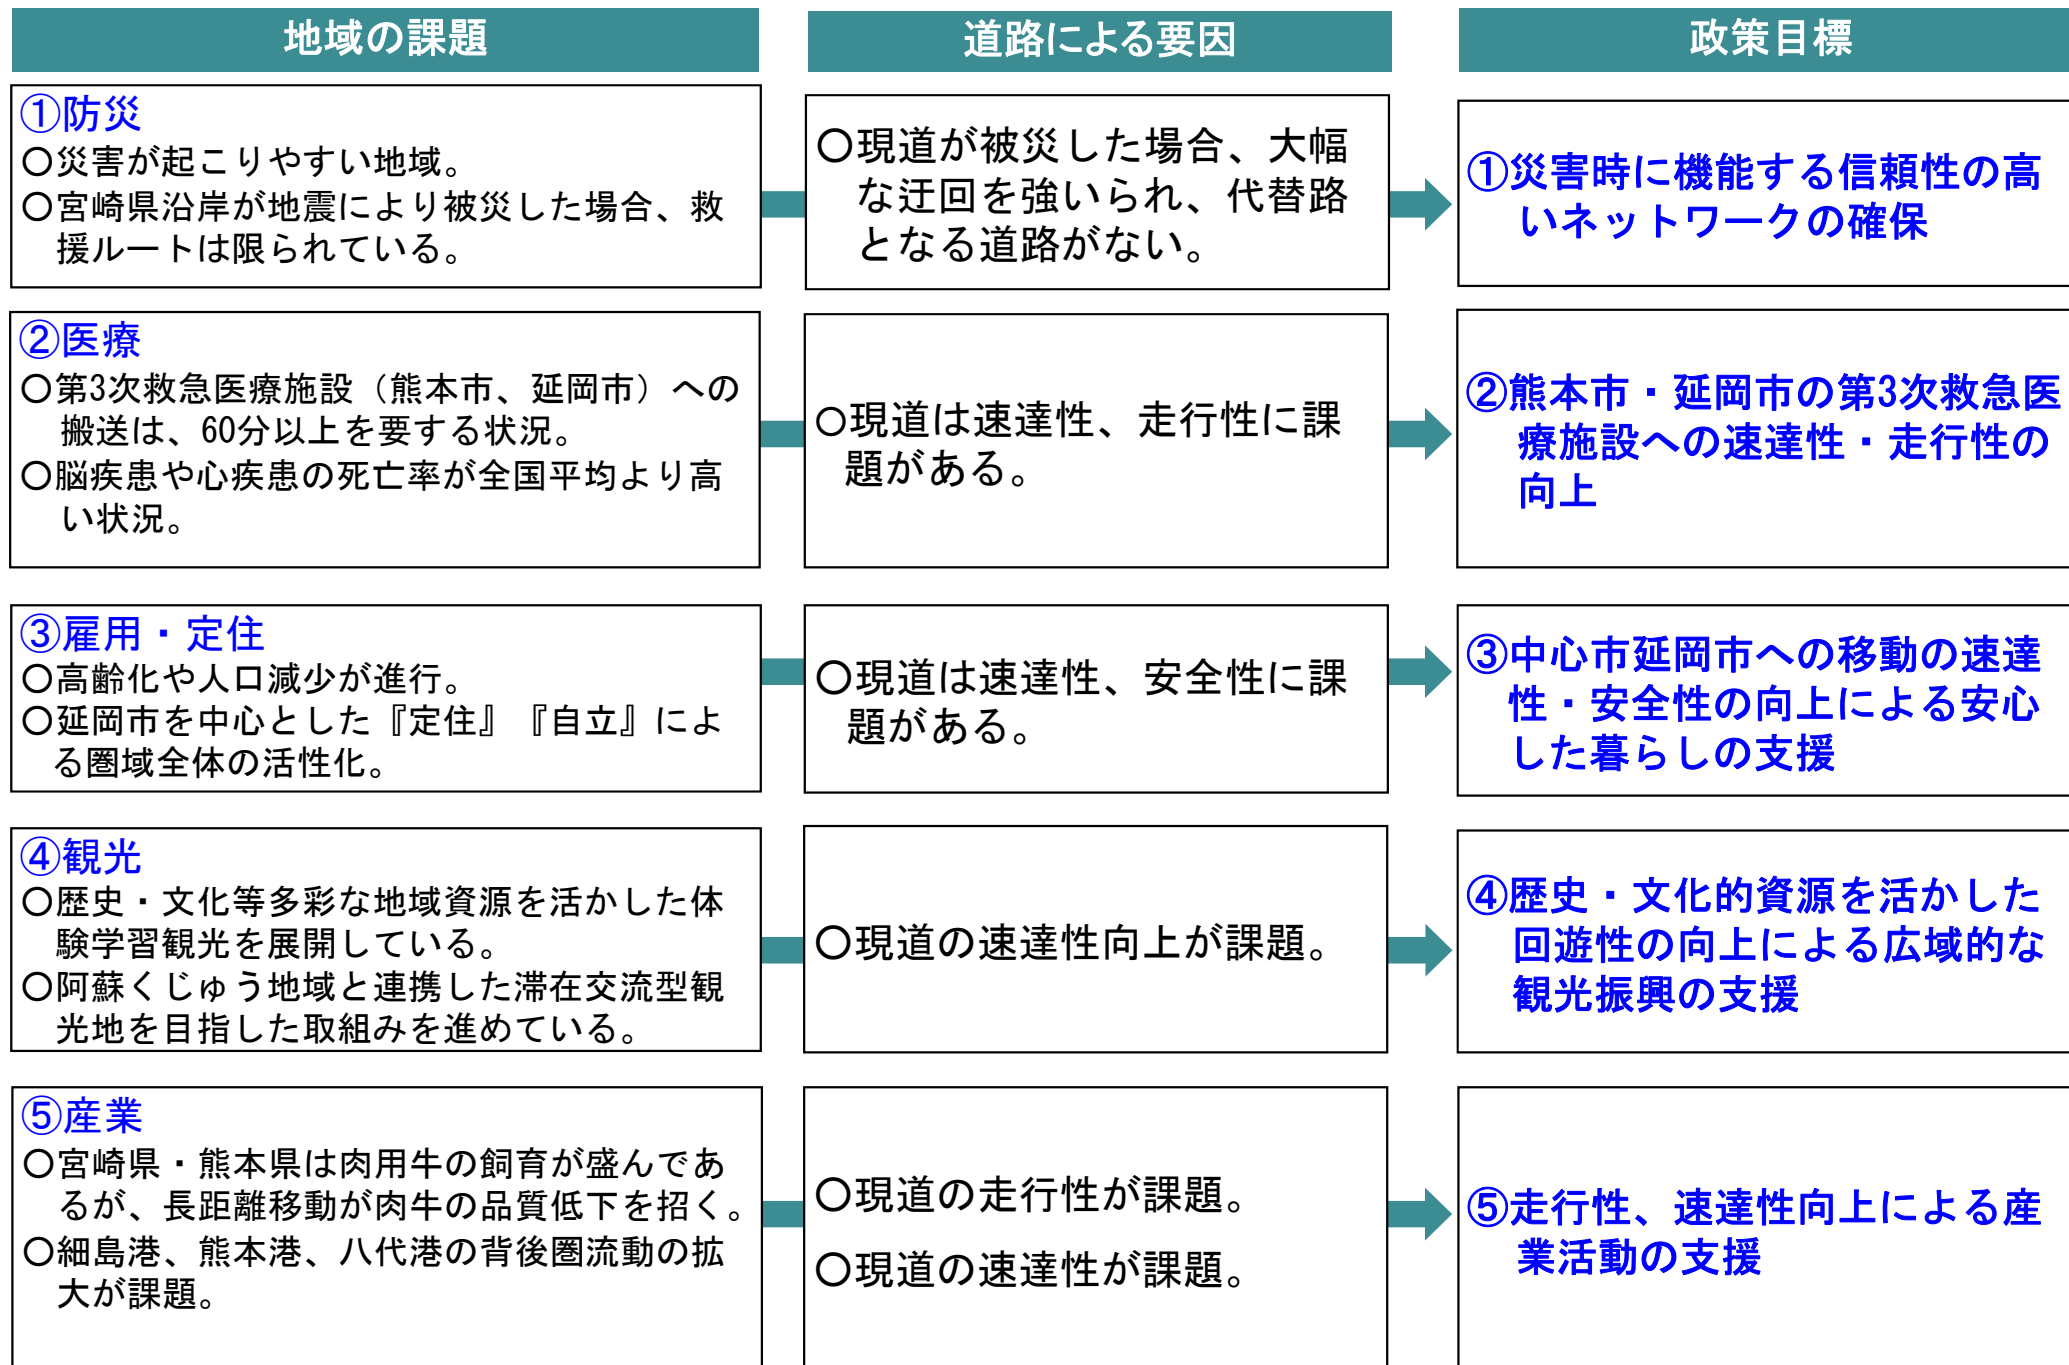 地域の課題
道路による要因
政策目標
①防災
○災害が起こりやすい地域。
○宮崎県沿岸が地震により被災した場合、救
援ルートは限られている。
○現道が被災した場合、大幅
な迂回を強いられ、代替路
となる道路がない。
①災害時に機能する信頼性の高
いネットワークの確保
②医療
○第3次救急医療施設（熊本市、延岡市）への
搬送は、60分以上を要する状況。
○脳疾患や心疾患の死亡率が全国平均より高
い状況。
○現道は速達性、走行性に課
題がある。
②熊本市・延岡市の第3次救急医
療施設への速達性・走行性の
向上
③雇用・定住
○高齢化や人口減少が進行。
○延岡市を中心とした『定住』『自立』によ
る圏域全体の活性化。
○現道は速達性、安全性に課
題がある。
③中心市延岡市への移動の速達
性・安全性の向上による安心
した暮らしの支援
④観光
○歴史・文化等多彩な地域資源を活かした体
験学習観光を展開している。
○阿蘇くじゅう地域と連携した滞在交流型観
光地を目指した取組みを進めている。
○現道の速達性向上が課題。
④歴史・文化的資源を活かした
回遊性の向上による広域的な
観光振興の支援
⑤産業
○宮崎県・熊本県は肉用牛の飼育が盛んであ
るが、長距離移動が肉牛の品質低下を招く。
○細島港、熊本港、八代港の背後圏流動の拡
大が課題。
○現道の走行性が課題。
○現道の速達性が課題。
⑤走行性、速達性向上による産
業活動の支援